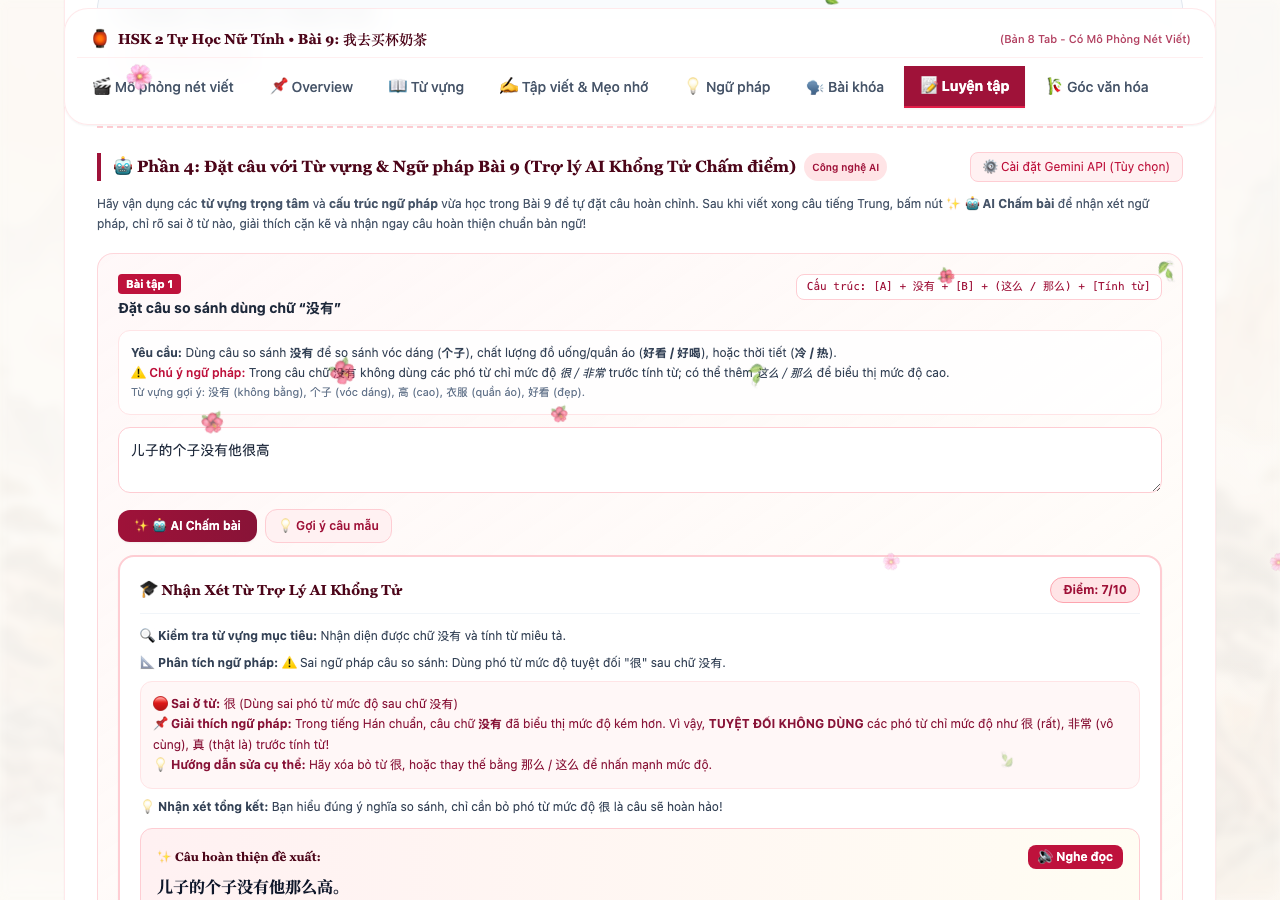 HSK 2 Tự Học Nữ Tính • Bài 9: 我去买杯奶茶
(Bản 8 Tab - Có Mô Phỏng Nét Viết)
Mô phỏng nét viết
Overview
Từ vựng
Tập viết & Mẹo nhớ
Ngữ pháp
Bài khóa
Luyện tập
Góc văn hóa
Phần 4: Đặt câu với Từ vựng & Ngữ pháp Bài 9 (Trợ lý AI Khổng Tử Chấm điểm)
Công nghệ AI
Cài đặt Gemini API (Tùy chọn)
Hãy vận dụng các từ vựng trọng tâm và cấu trúc ngữ pháp vừa học trong Bài 9 để tự đặt câu hoàn chỉnh. Sau khi viết xong câu tiếng Trung, bấm nút ✨ 🤖 AI Chấm bài để nhận xét ngữ
pháp, chỉ rõ sai ở từ nào, giải thích cặn kẽ và nhận ngay câu hoàn thiện chuẩn bản ngữ!
Bài tập 1
Cấu trúc: [A] + 没有 + [B] + (这么 / 那么) + [Tính từ]
Đặt câu so sánh dùng chữ “没有”
Yêu cầu: Dùng câu so sánh 没有 để so sánh vóc dáng (个子), chất lượng đồ uống/quần áo (好看 / 好喝), hoặc thời tiết (冷 / 热).
⚠️ Chú ý ngữ pháp: Trong câu chữ 没有 không dùng các phó từ chỉ mức độ 很 / 非常 trước tính từ; có thể thêm 这么 / 那么 để biểu thị mức độ cao.
Từ vựng gợi ý: 没有 (không bằng), 个子 (vóc dáng), 高 (cao), 衣服 (quần áo), 好看 (đẹp).
儿子的个子没有他很高
✨ 🤖 AI Chấm bài
💡 Gợi ý câu mẫu
🎓 Nhận Xét Từ Trợ Lý AI Khổng Tử
Điểm: 7/10
🔍 Kiểm tra từ vựng mục tiêu: Nhận diện được chữ 没有 và tính từ miêu tả.
📐 Phân tích ngữ pháp: ⚠️ Sai ngữ pháp câu so sánh: Dùng phó từ mức độ tuyệt đối "很" sau chữ 没有.
🔴 Sai ở từ: 很 (Dùng sai phó từ mức độ sau chữ 没有)
📌 Giải thích ngữ pháp: Trong tiếng Hán chuẩn, câu chữ 没有 đã biểu thị mức độ kém hơn. Vì vậy, TUYỆT ĐỐI KHÔNG DÙNG các phó từ chỉ mức độ như 很 (rất), 非常 (vô
cùng), 真 (thật là) trước tính từ!
💡 Hướng dẫn sửa cụ thể: Hãy xóa bỏ từ 很, hoặc thay thế bằng 那么 / 这么 để nhấn mạnh mức độ.
💡 Nhận xét tổng kết: Bạn hiểu đúng ý nghĩa so sánh, chỉ cần bỏ phó từ mức độ 很 là câu sẽ hoàn hảo!
✨ Câu hoàn thiện đề xuất:
🔊 Nghe đọc
儿子的个子没有他那么高。